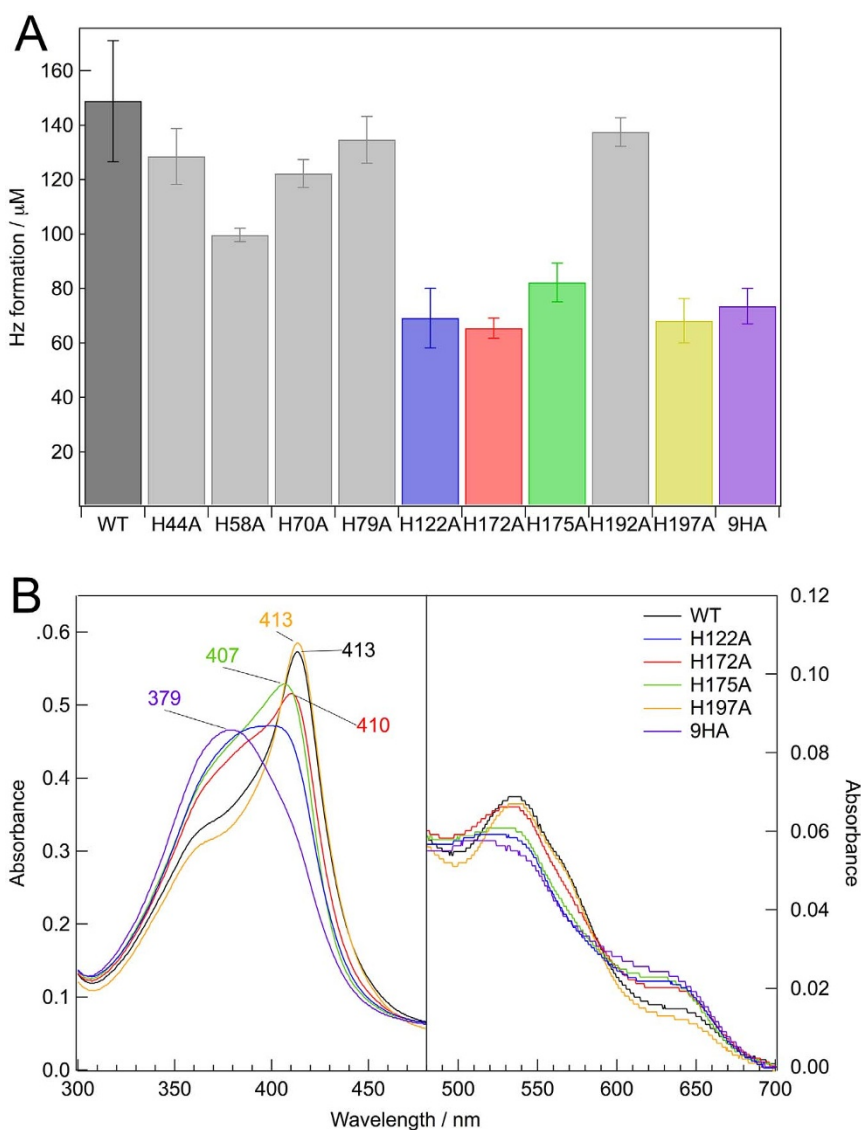 A
Hz formation / μM
160
140
120
100
80
60
40
20
WT H44A H58A H70A H79A H122A H172A H175A H192A H197A 9HA
B
Absorbance
.0.6
0.5
0.4
0.3
0.2
0.1
0.0
413
413
407
410
379
WT
H122A
H172A
H175A
H197A
9HA
0.12
0.10
0.08
0.06
0.04
0.02
0.00
Absorbance
300 350 400 450 500 550 600 650 700
Wavelength / nm